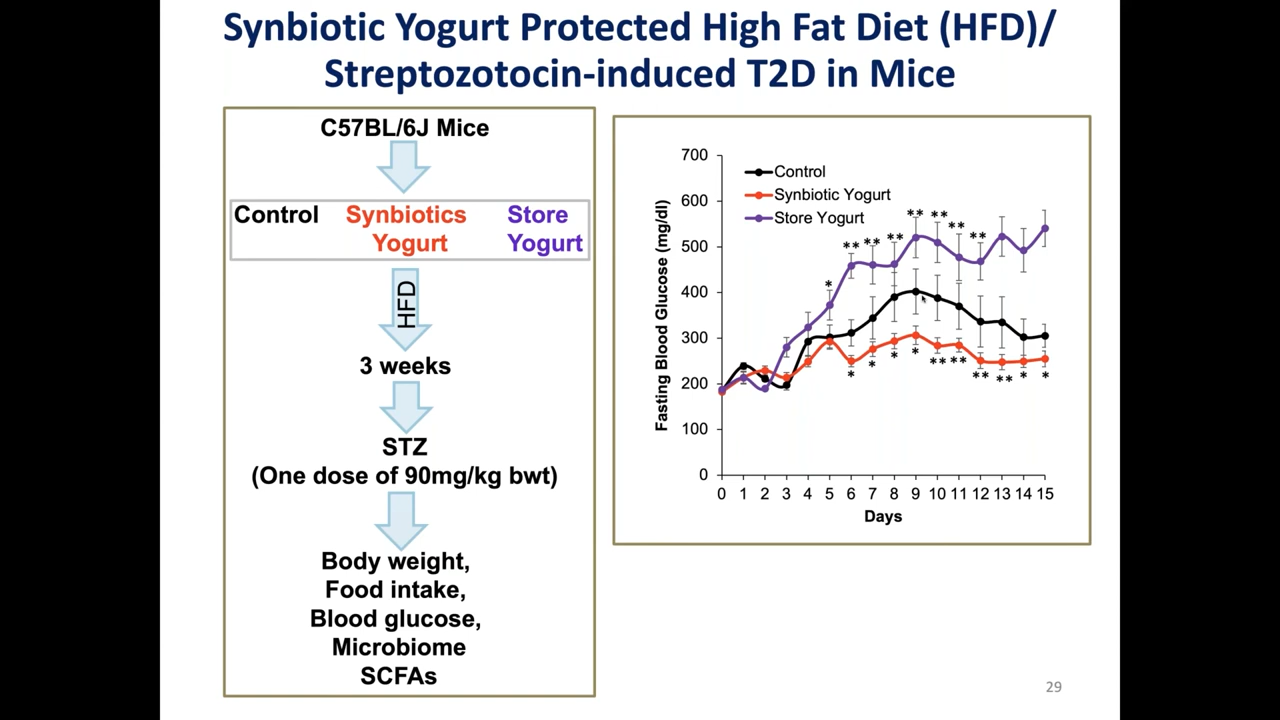 Synbiotic Yogurt Protected High Fat Diet (HFD)/
Streptozotocin-induced T2D in Mice
C57BL/6J Mice
Control
Synbiotics
Yogurt
Store
Yogurt
HFD
3 weeks
STZ
(One dose of 90mg/kg bwt)
Body weight,
Food intake,
Blood glucose,
Microbiome
SCFAs
Fasting Blood Glucose (mg/dl)
700
600
500
400
300
200
100
0
Control
Synbiotic Yogurt
Store Yogurt
* ** ** ** ** ** ** **
* * * * ** ** ** ** * *
0 1 2 3 4 5 6 7 8 9 10 11 12 13 14 15
Days
29